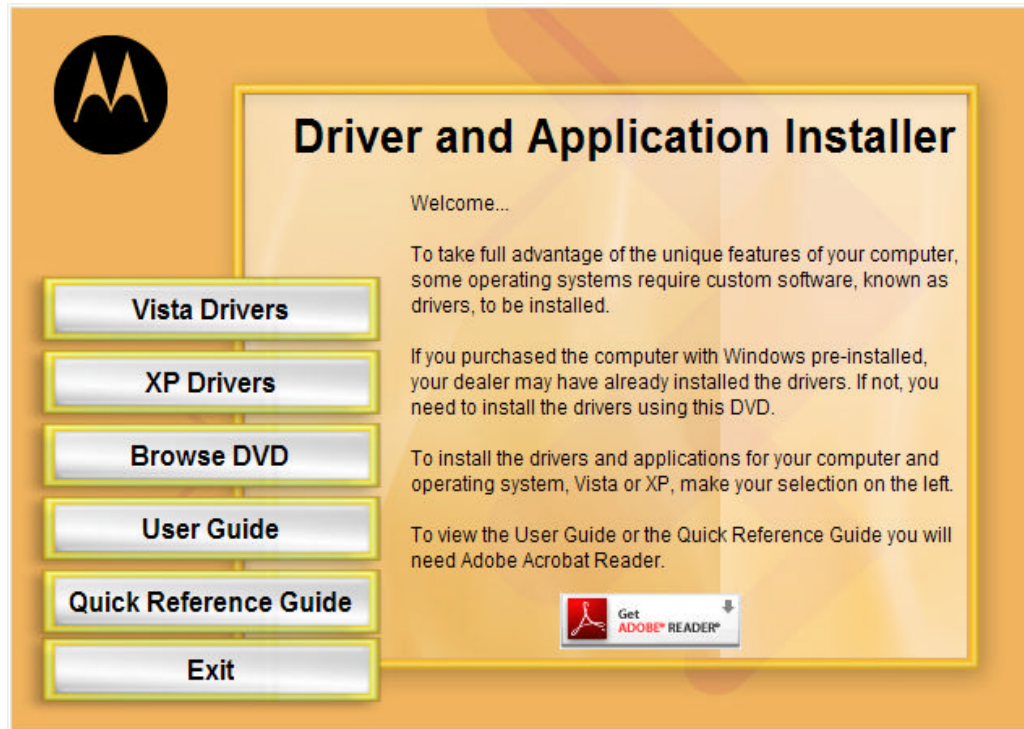 Driver and Application Installer
Welcome...
To take full advantage of the unique features of your computer,
some operating systems require custom software, known as
drivers, to be installed.
If you purchased the computer with Windows pre-installed,
your dealer may have already installed the drivers. If not, you
need to install the drivers using this DVD.
To install the drivers and applications for your computer and
operating system, Vista or XP, make your selection on the left.
To view the User Guide or the Quick Reference Guide you will
need Adobe Acrobat Reader.
Get
ADOBE® READER®
Vista Drivers
XP Drivers
Browse DVD
User Guide
Quick Reference Guide
Exit